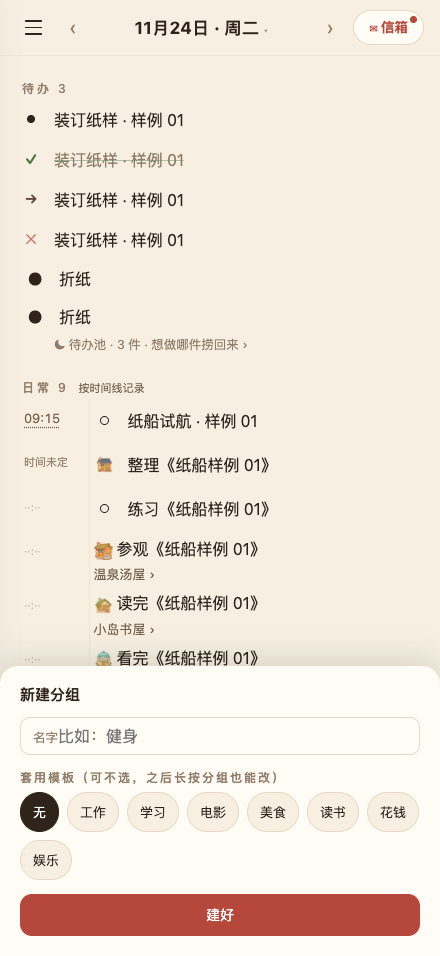 11月24日 · 周二
信箱
待办 3
装订纸样 · 样例 01
装订纸样 · 样例 01
装订纸样 · 样例 01
装订纸样 · 样例 01
折纸
折纸
待办池 · 3 件 · 想做哪件捞回来 ›
日常 9 按时间线记录
09:15 纸船试航 · 样例 01
时间未定 整理《纸船样例 01》
--:-- 练习《纸船样例 01》
--:-- 参观《纸船样例 01》
温泉汤屋 ›
--:-- 读完《纸船样例 01》
小岛书屋 ›
--:-- 看完《纸船样例 01》
新建分组
名字比如：健身
套用模板（可不选，之后长按分组也能改）
无 工作 学习 电影 美食 读书 花钱
娱乐
建好